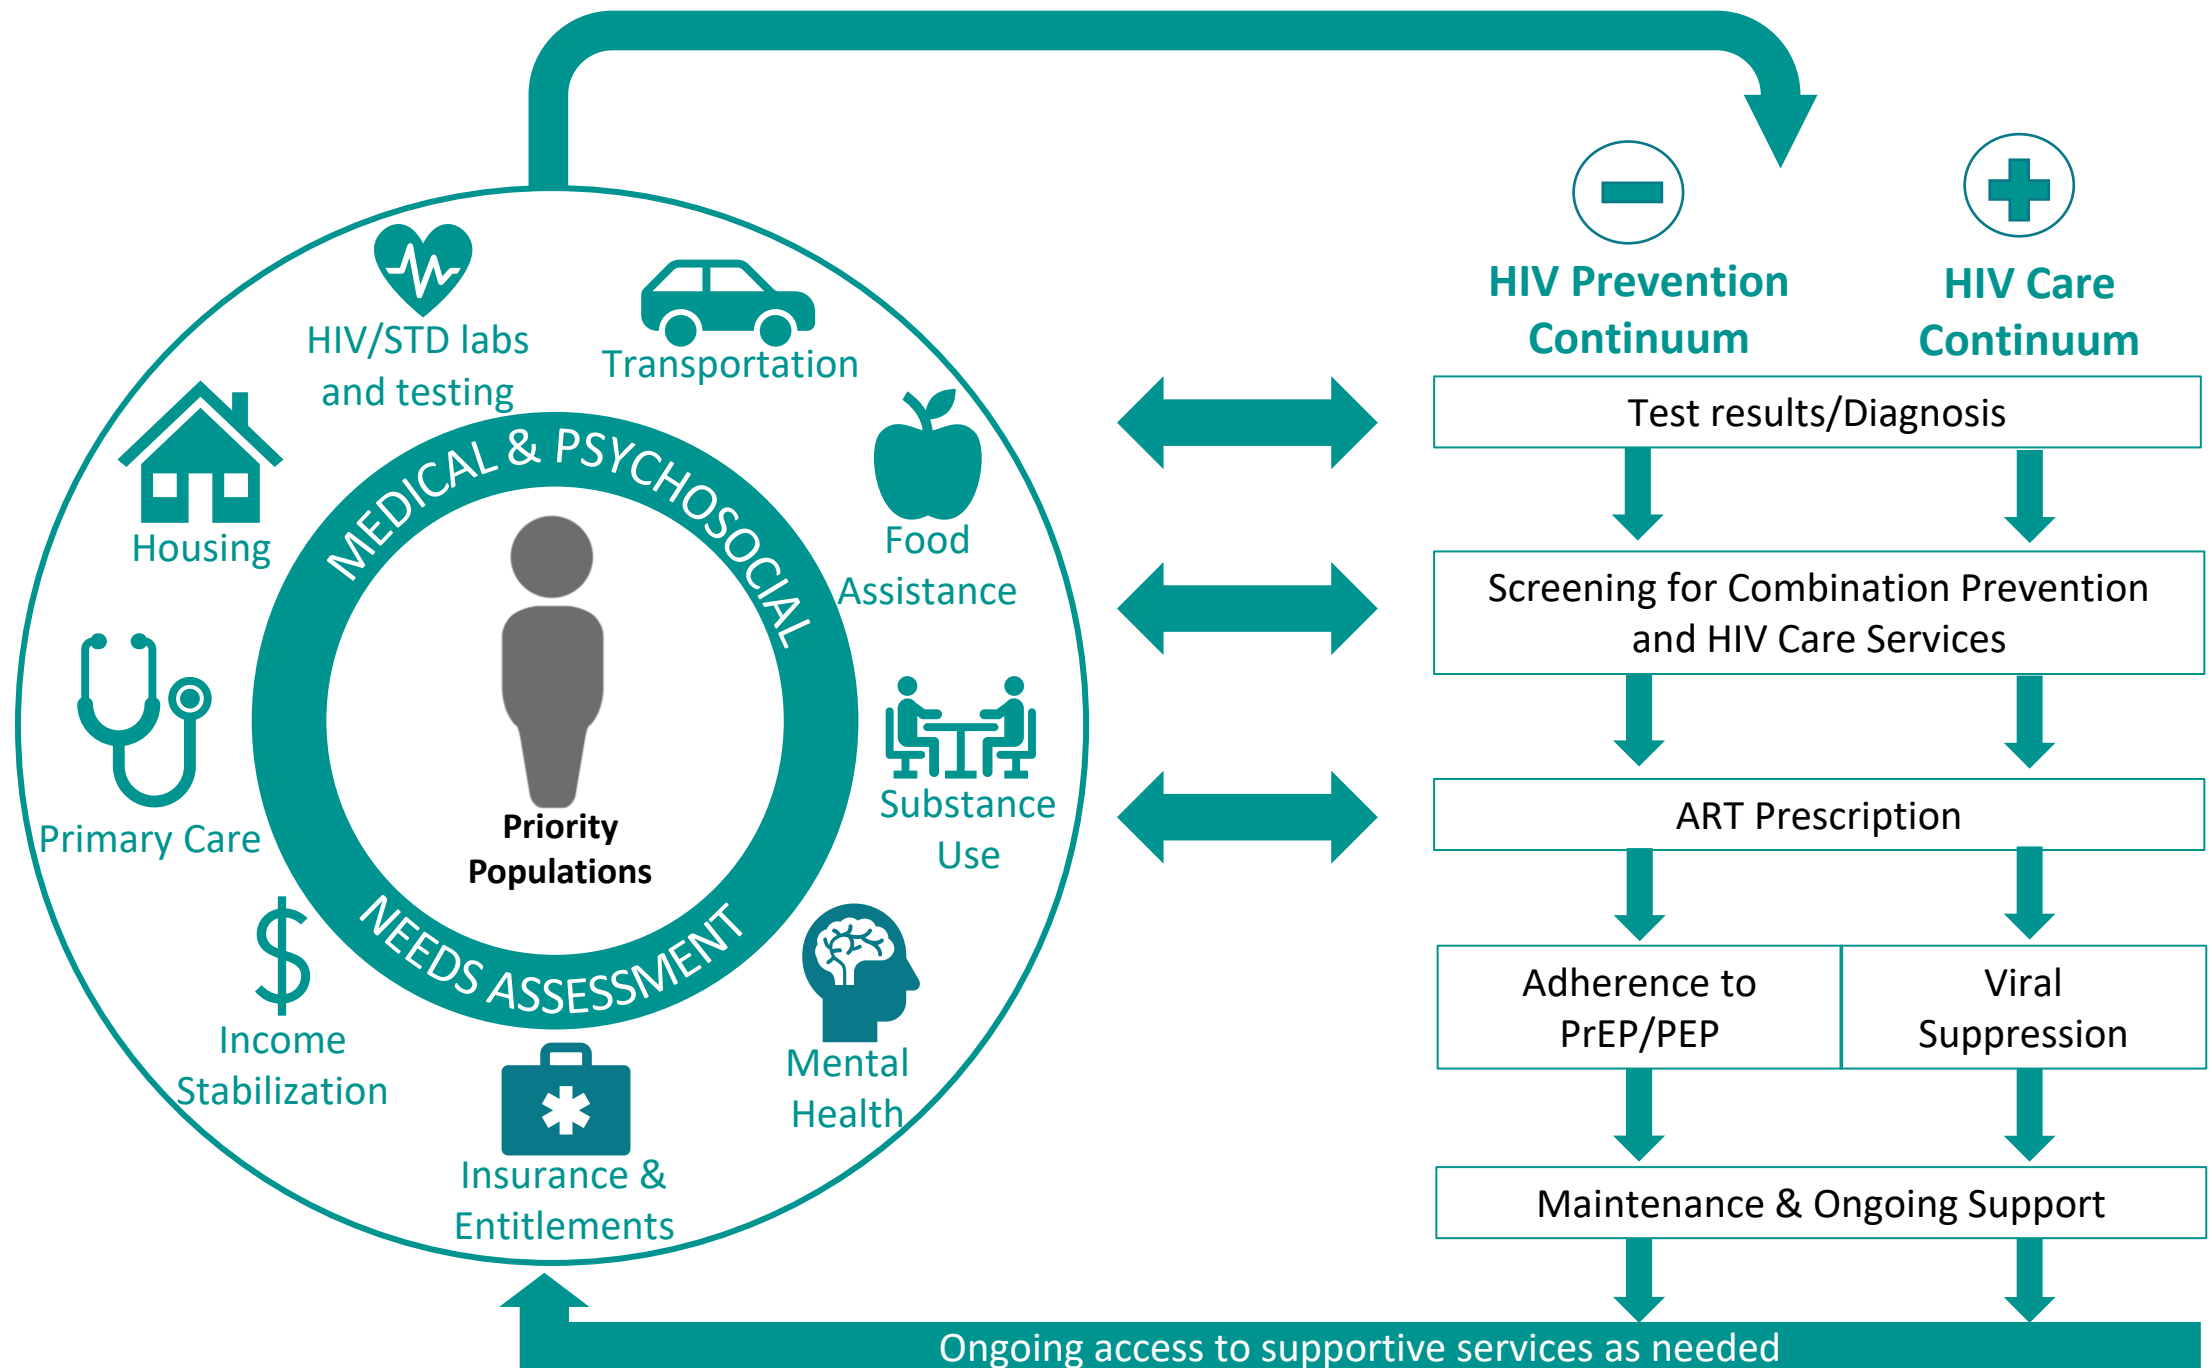 HIV/STD labs
and testing
Transportation
Food
Assistance
Substance
Use
Mental
Health
Insurance &
Entitlements
Income
Stabilization
Primary Care
Housing
MEDICAL & PSYCHOSOCIAL
NEEDS ASSESSMENT
Priority
Populations
HIV Prevention
Continuum
HIV Care
Continuum
Test results/Diagnosis
Screening for Combination Prevention
and HIV Care Services
ART Prescription
Adherence to
PrEP/PEP
Viral
Suppression
Maintenance & Ongoing Support
Ongoing access to supportive services as needed